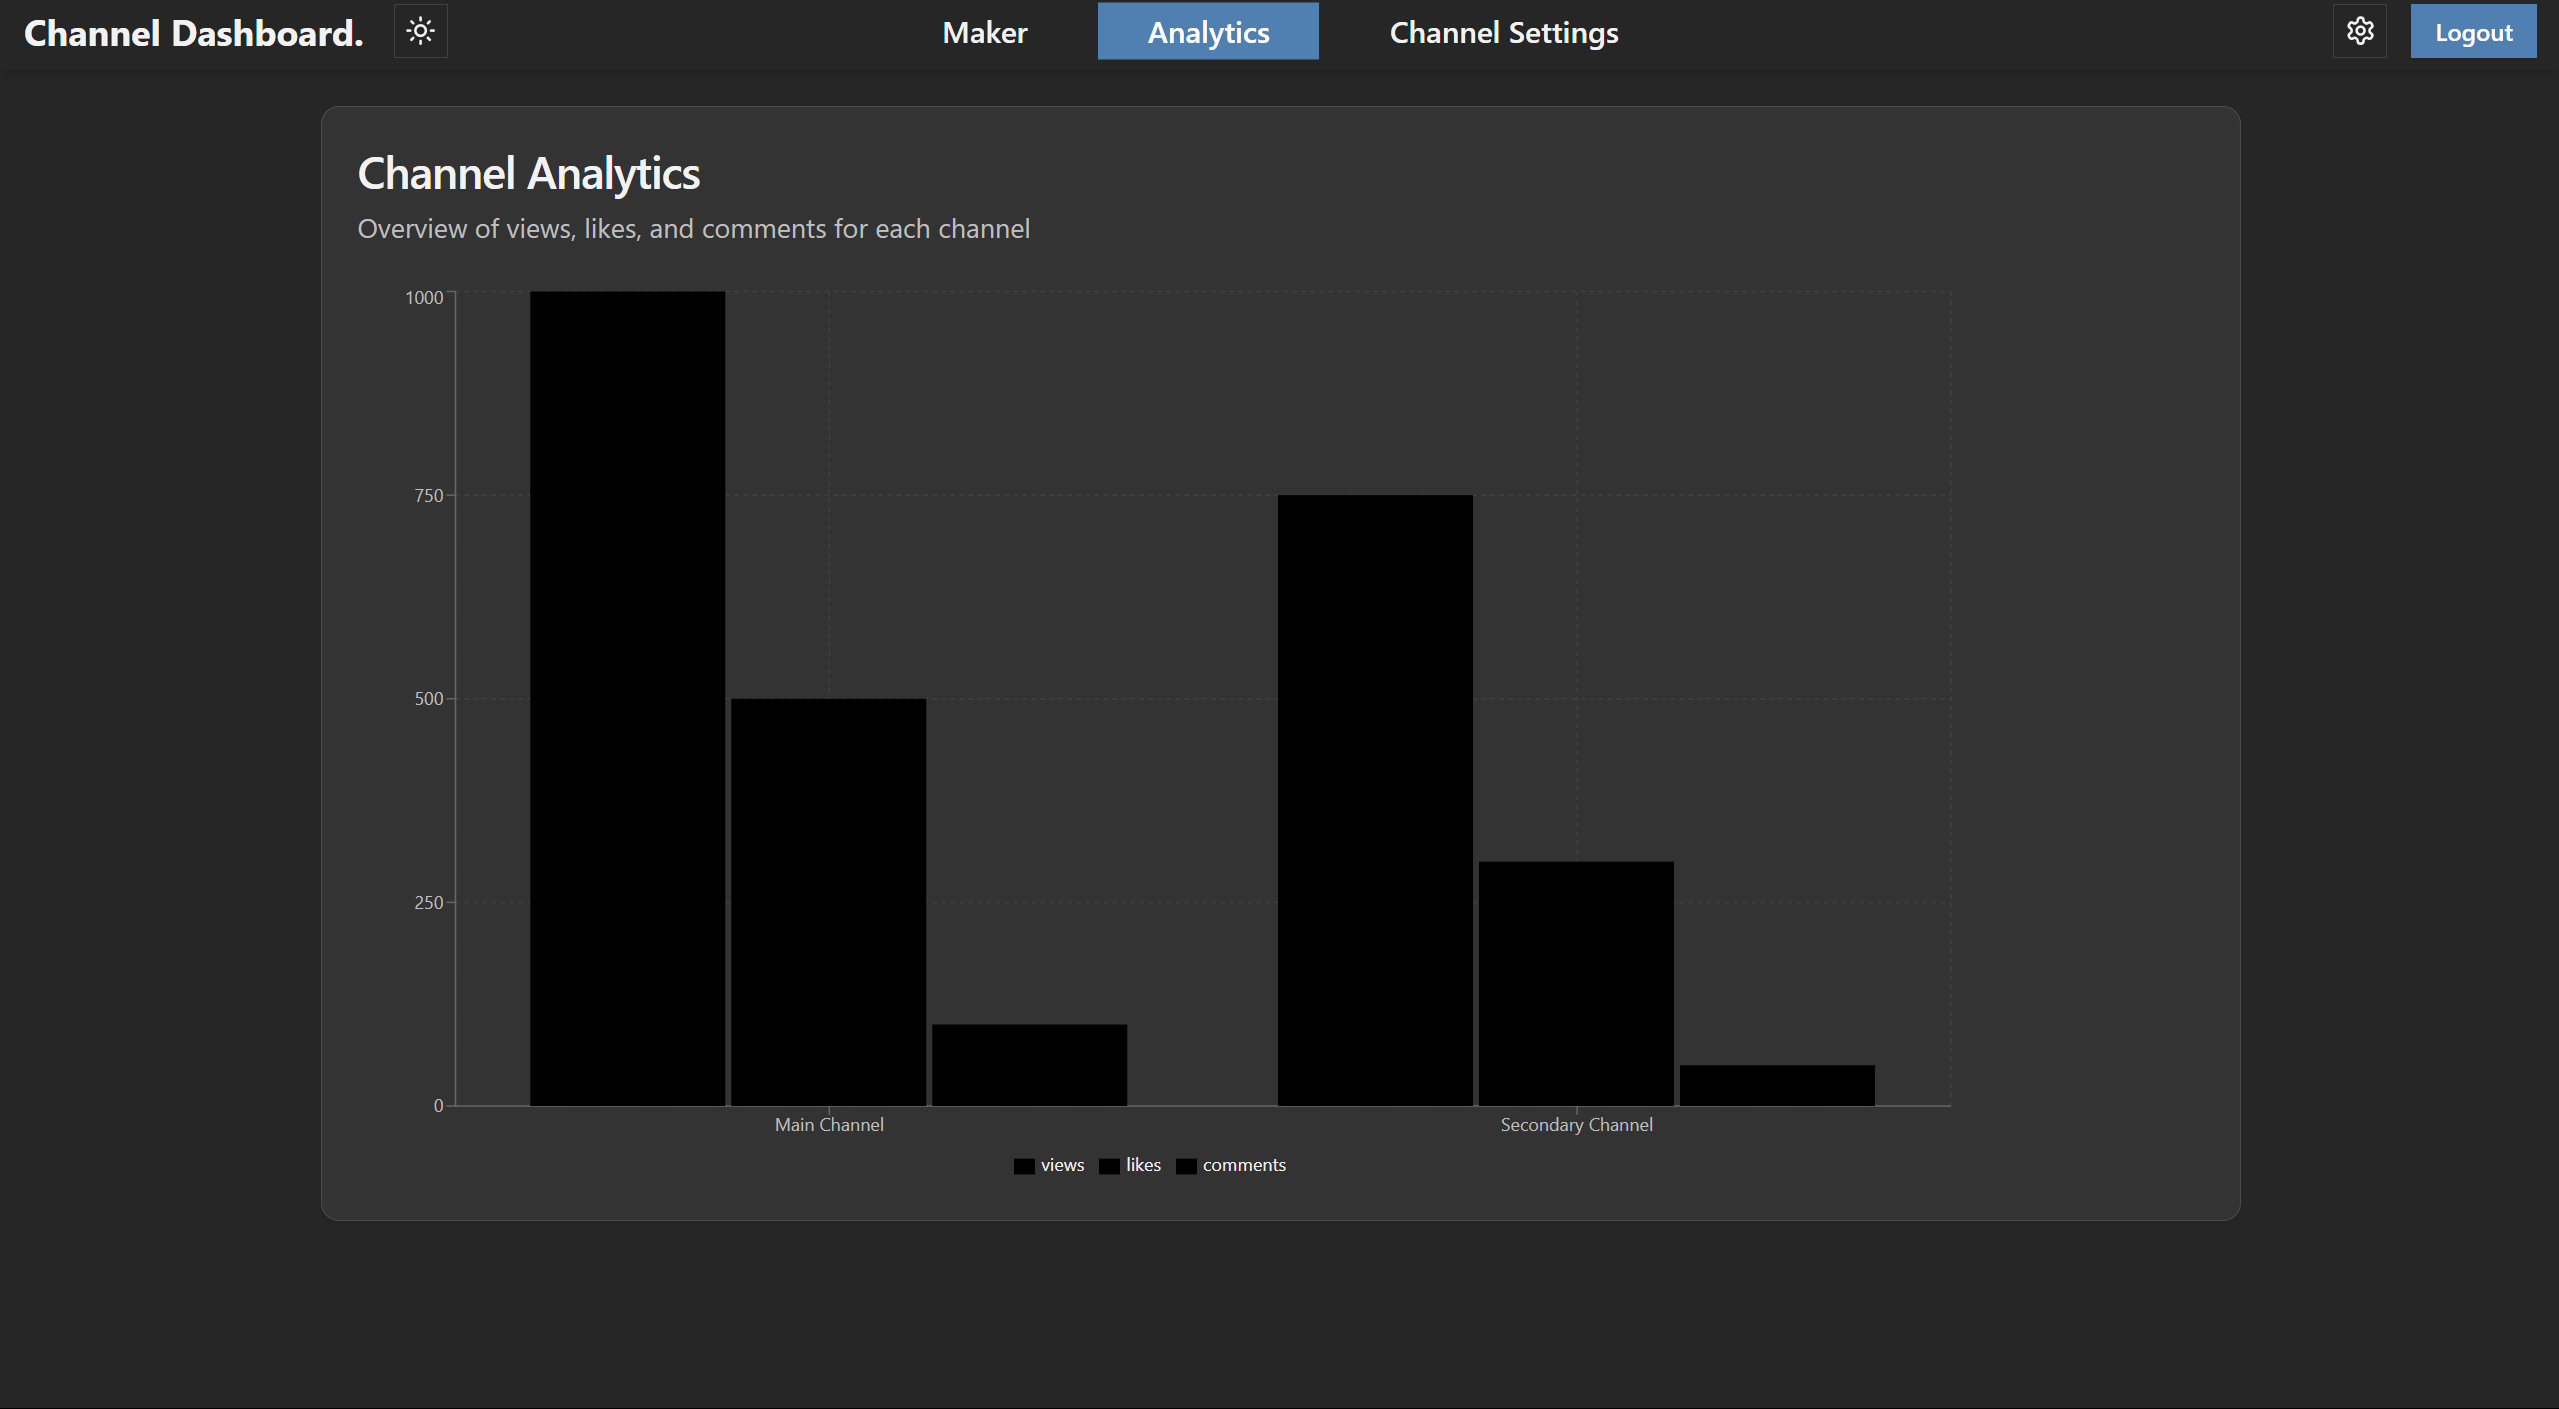 Channel Dashboard.
Maker
Analytics
Channel Settings
Logout
Channel Analytics
Overview of views, likes, and comments for each channel
1000
750
500
250
0
Main Channel
Secondary Channel
views
likes
comments